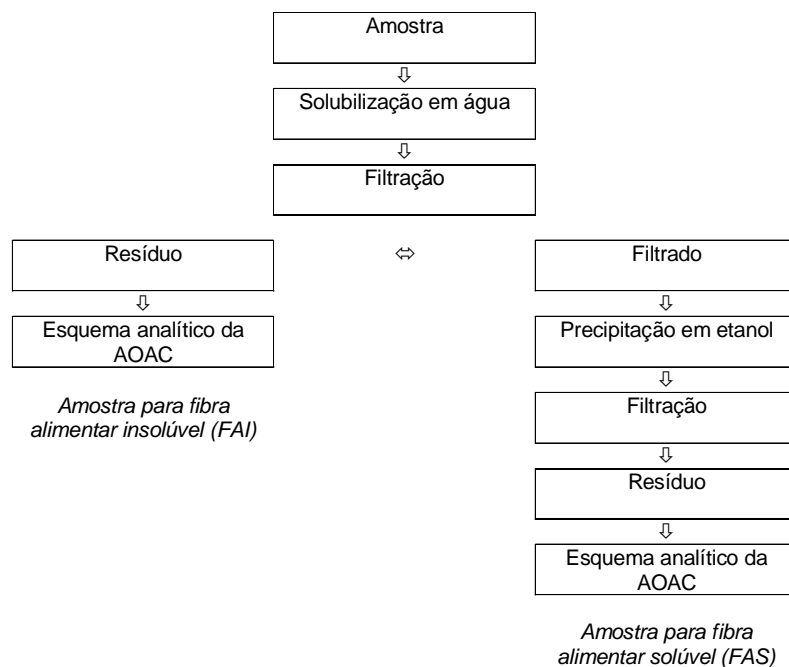 Amostra
⇩
Solubilização em água
⇩
Filtração
Resíduo
⇔
Filtrado
⇩
⇩
Esquema analítico da
AOAC
Precipitação em etanol
Amostra para fibra
alimentar insolúvel (FAI)
⇩
Filtração
⇩
Resíduo
⇩
Esquema analítico da
AOAC
Amostra para fibra
alimentar solúvel (FAS)